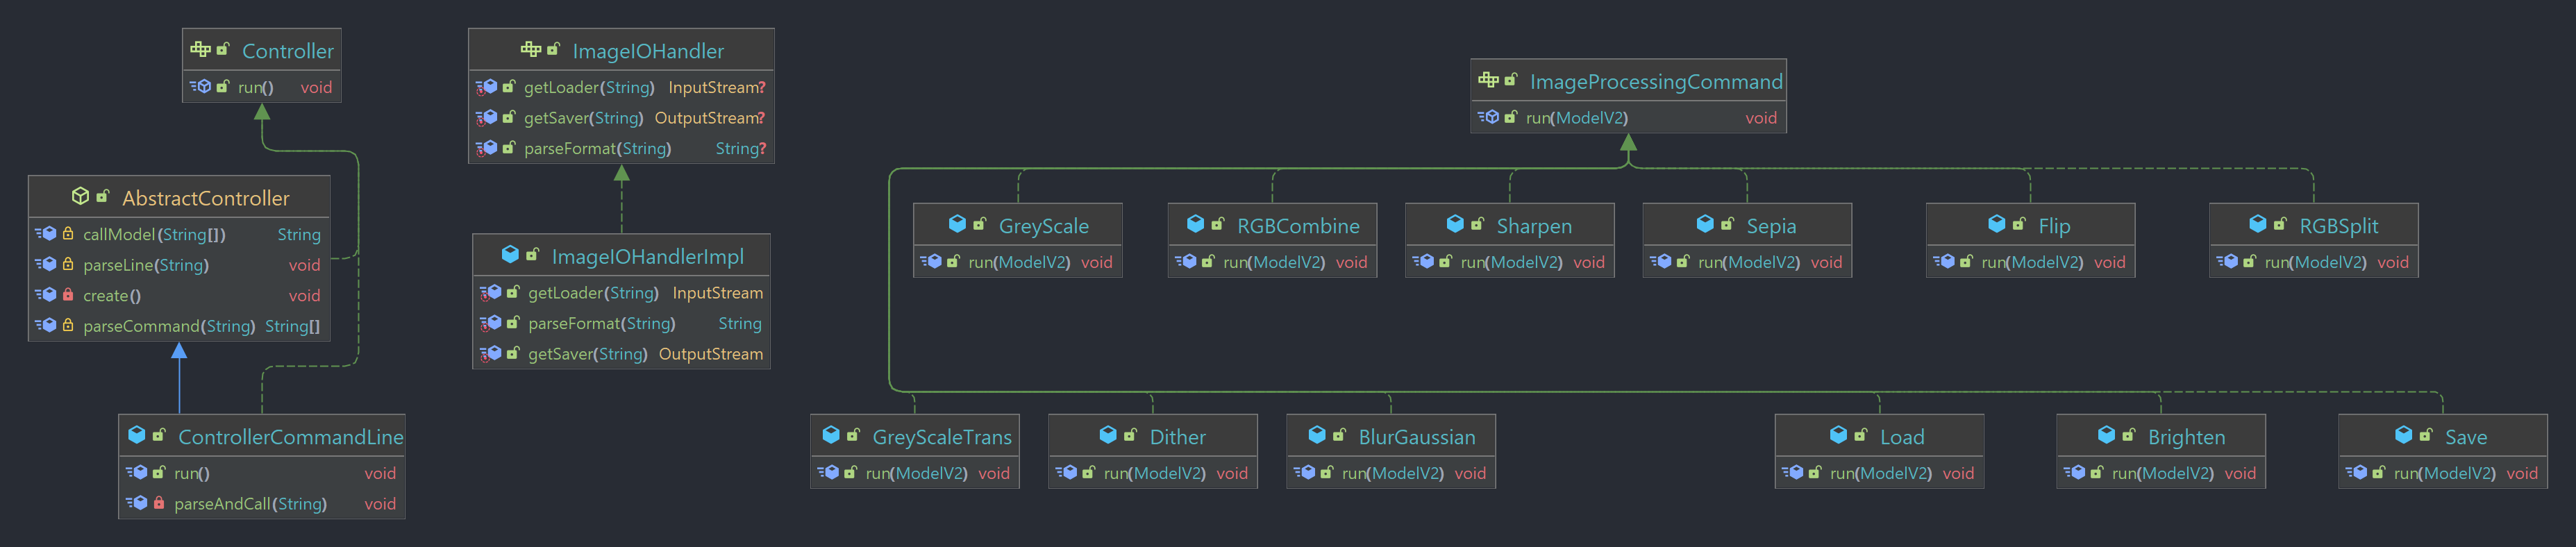 Controller
run() void
AbstractController
callModel(String[]) String
parseLine(String) void
create() void
parseCommand(String) String[]
ControllerCommandLine
run() void
parseAndCall(String) void
ImageIOHandler
getLoader(String) InputStream?
getSaver(String) OutputStream?
parseFormat(String) String?
ImageIOHandlerImpl
getLoader(String) InputStream
parseFormat(String) String
getSaver(String) OutputStream
ImageProcessingCommand
run(ModelV2) void
GreyScale
run(ModelV2) void
RGBCombine
run(ModelV2) void
Sharpen
run(ModelV2) void
Sepia
run(ModelV2) void
Flip
run(ModelV2) void
RGBSplit
run(ModelV2) void
GreyScaleTrans
run(ModelV2) void
Dither
run(ModelV2) void
BlurGaussian
run(ModelV2) void
Load
run(ModelV2) void
Brighten
run(ModelV2) void
Save
run(ModelV2) void